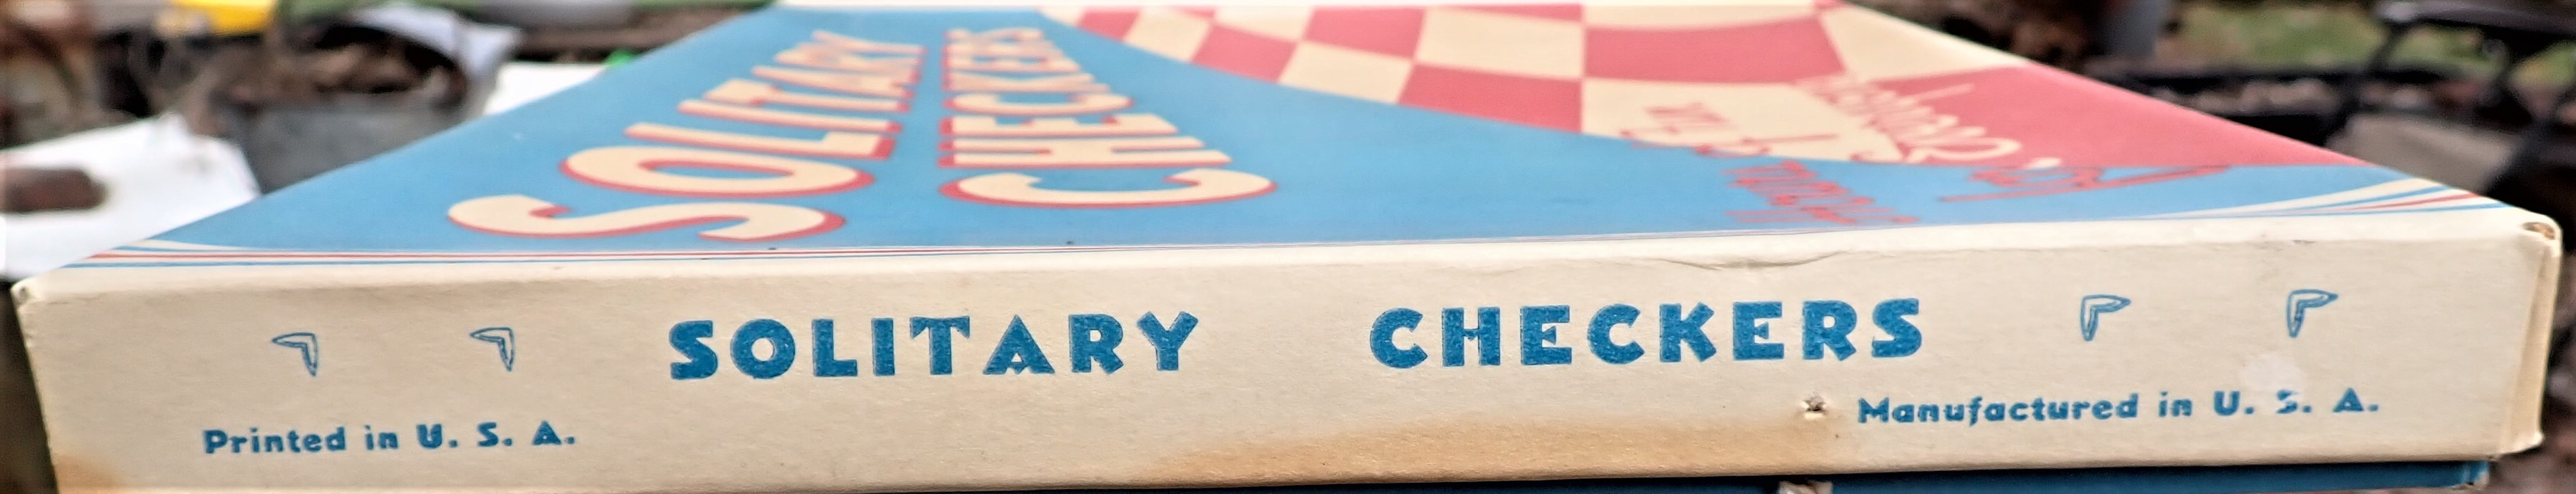 SOLITARY
CHECKERS
SOLITARY CHECKERS
Printed in U. S. A.
Manufactured in U. S. A.